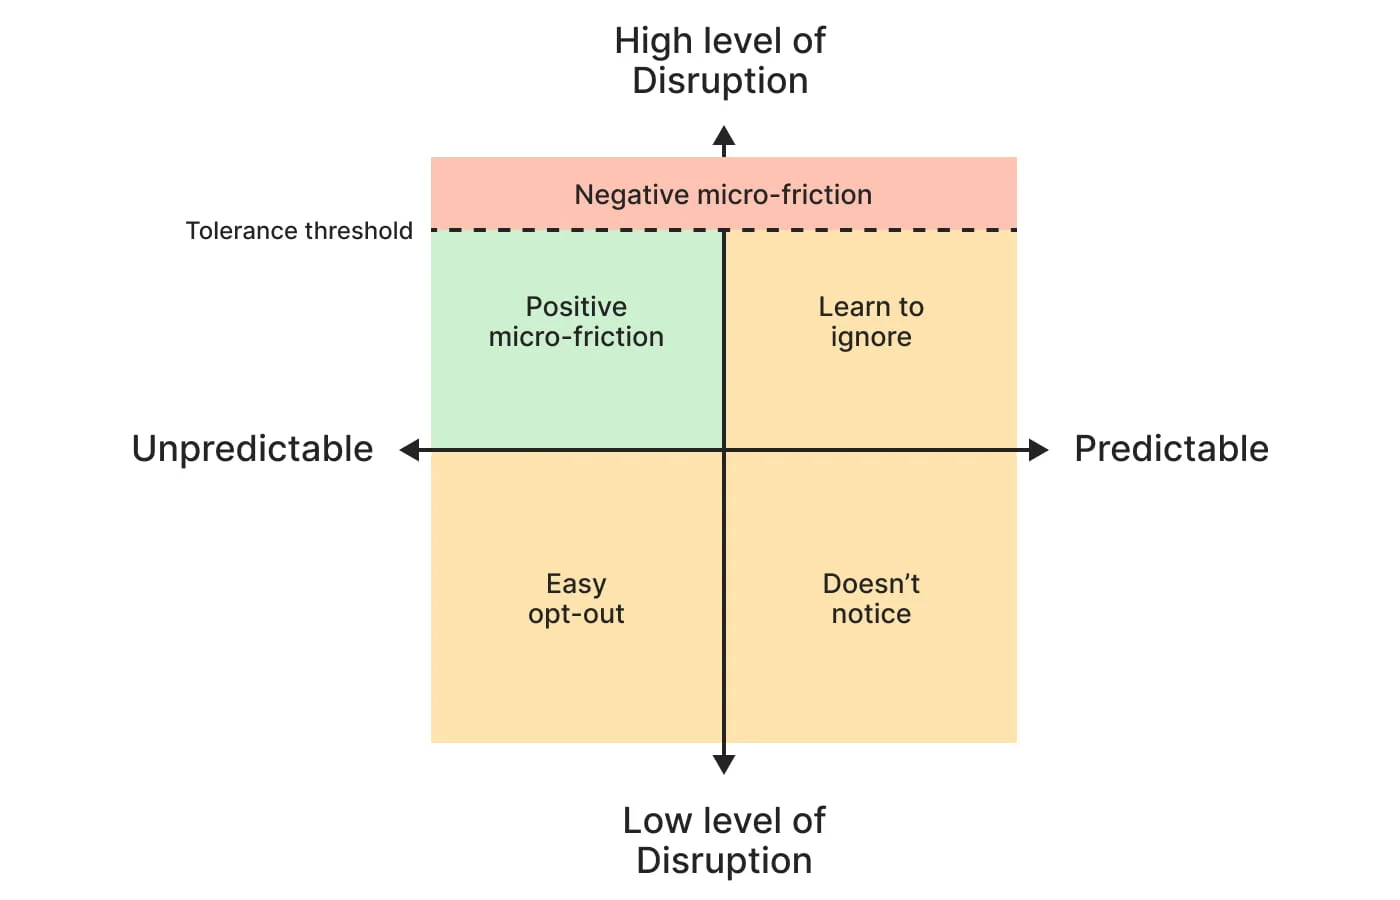 High level of
Disruption
Negative micro-friction
Tolerance threshold
Positive
micro-friction
Learn to
ignore
Unpredictable
Predictable
Easy
opt-out
Doesn’t
notice
Low level of
Disruption